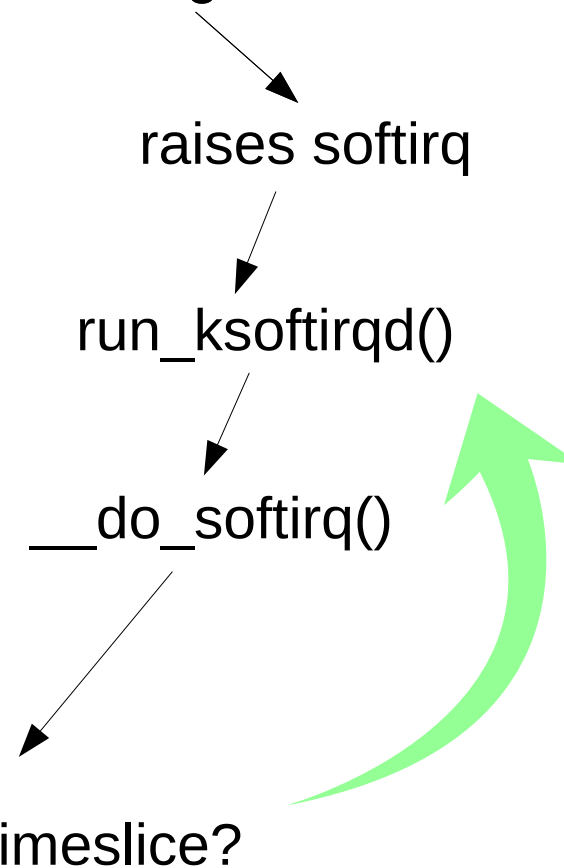 raises softirq
run_ksoftirqd()
__do_softirq()
imeslice?